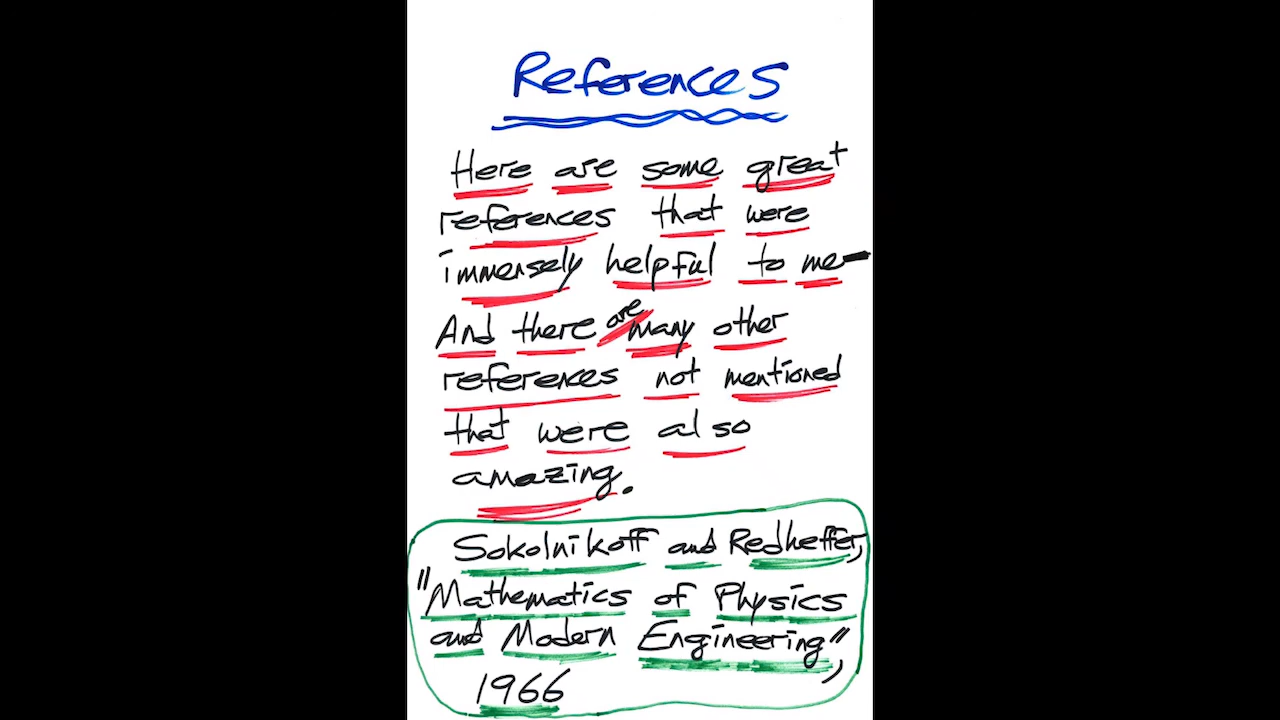 References
Here are some great
references that were
immensely helpful to me-
And there are many other
references not mentioned
that were also
amazing.
Sokolnikoff and Redheffer,
"Mathematics of Physics
and Modern Engineering",
1966